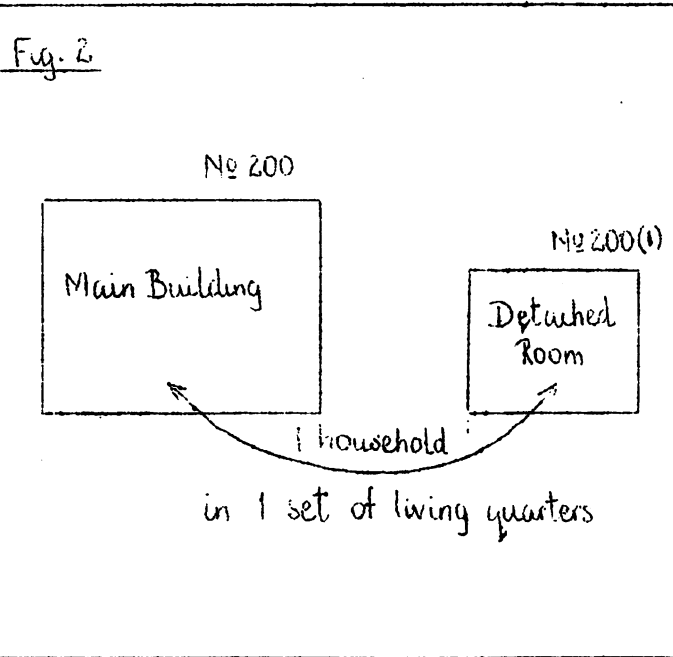 Fig. 2
№ 200
№ 200(1)
Main Building
Detached
Room
1 household
in 1 set of living quarters